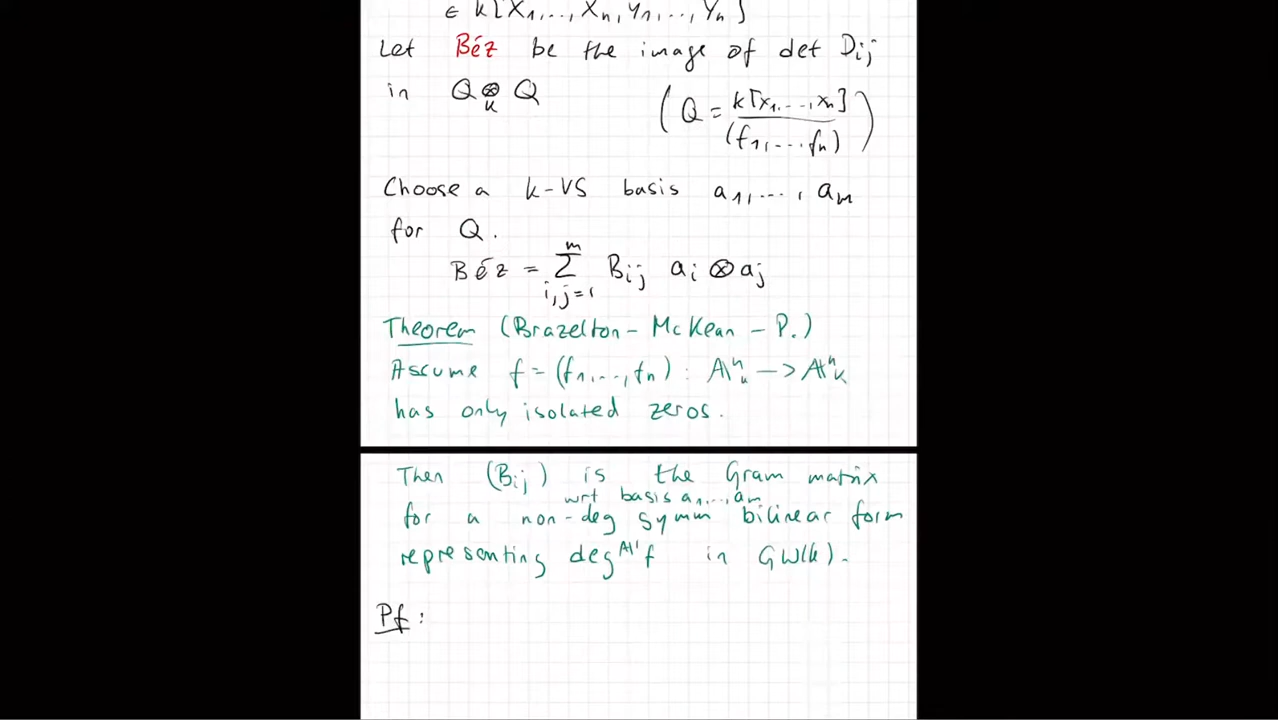 ∈ k[X1,..., Xn, Y1,..., Yn]
Let Béz be the image of det Dij
in Q ⊗k Q (Q = k[x1,...,xn] / (f1,...fn))
Choose a k-VS basis a1,..., am
for Q.
Béz = Σ_{i,j=1}^{m} Bij ai ⊗ aj
Theorem (Brazelton - McKean - P.)
Assume f = (f1,...,fn) : 𝔸^n_k -> 𝔸^n_k
has only isolated zeros.
Then (Bij) is the Gram matrix
wrt basis a1,...,am
for a non-deg symm bilinear form
representing deg^{𝔸1} f in GW(k).
Pf: